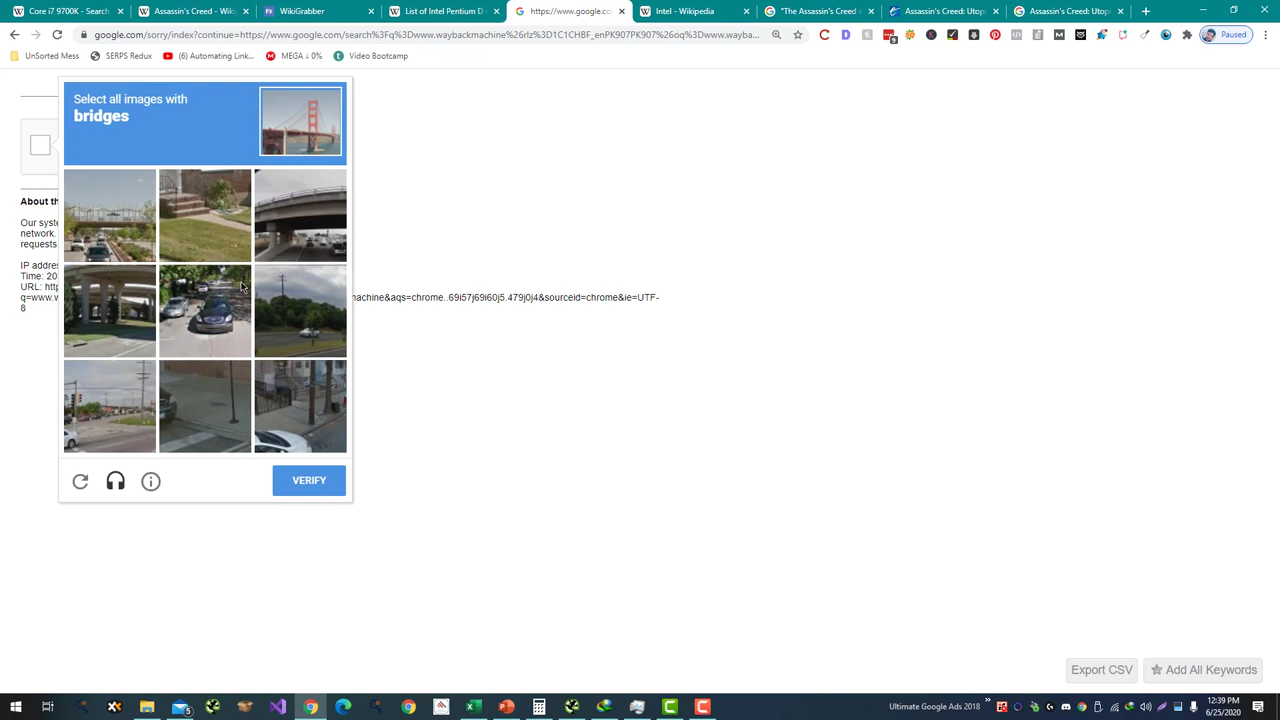 Core i7 9700K - Search
Assassin's Creed - Wiki
WikiGrabber
List of Intel Pentium D
https://www.google.co
Intel - Wikipedia
"The Assassin's Creed
Assassin's Creed: Utop
Assassin's Creed: Utop
google.com/sorry/index?continue=https://www.google.com/search%3Fq%3Dwww.waybackmachine%26rlz%3D1C1CHBF_enPK907PK907%26oq%3Dwww.wayba...
Paused
UnSorted Mess
SERPS Redux
(6) Automating Link...
MEGA ↓ 0%
Video Bootcamp
Select all images with
bridges
About th
Our syste
network.
requests
IP addre
Time: 20
URL: htt
q=www.w
achine&aqs=chrome..69i57j69i60j5.479j0j4&sourceid=chrome&ie=UTF-
8
VERIFY
Export CSV
Add All Keywords
Ultimate Google Ads 2018
12:39 PM
6/25/2020